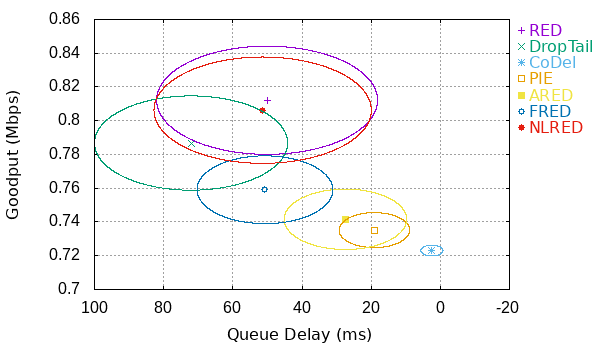 0.86
0.84
0.82
0.8
0.78
0.76
0.74
0.72
0.7
Goodput (Mbps)
100
80
60
40
20
0
-20
Queue Delay (ms)
RED
DropTail
CoDel
PIE
ARED
FRED
NLRED